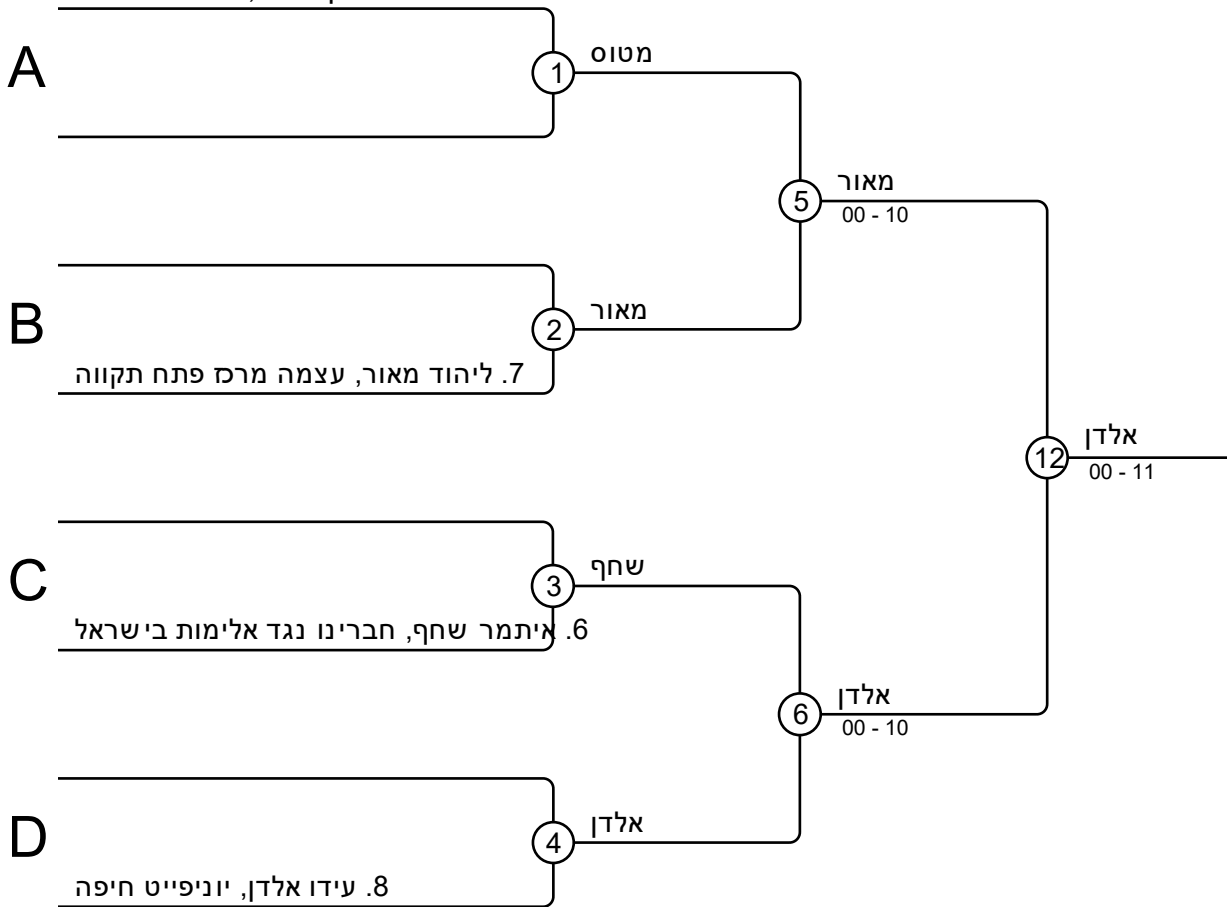 A
1
מטוס
5
מאור
00 - 10
B
2
מאור
7. ליהוד מאור, עצמה מרכז פתח תקווה
12
אלדן
00 - 11
C
3
שחף
6. איתמר שחף, חברינו נגד אלימות בישראל
6
אלדן
00 - 10
D
4
אלדן
8. עידו אלדן, יוניפייט חיפה